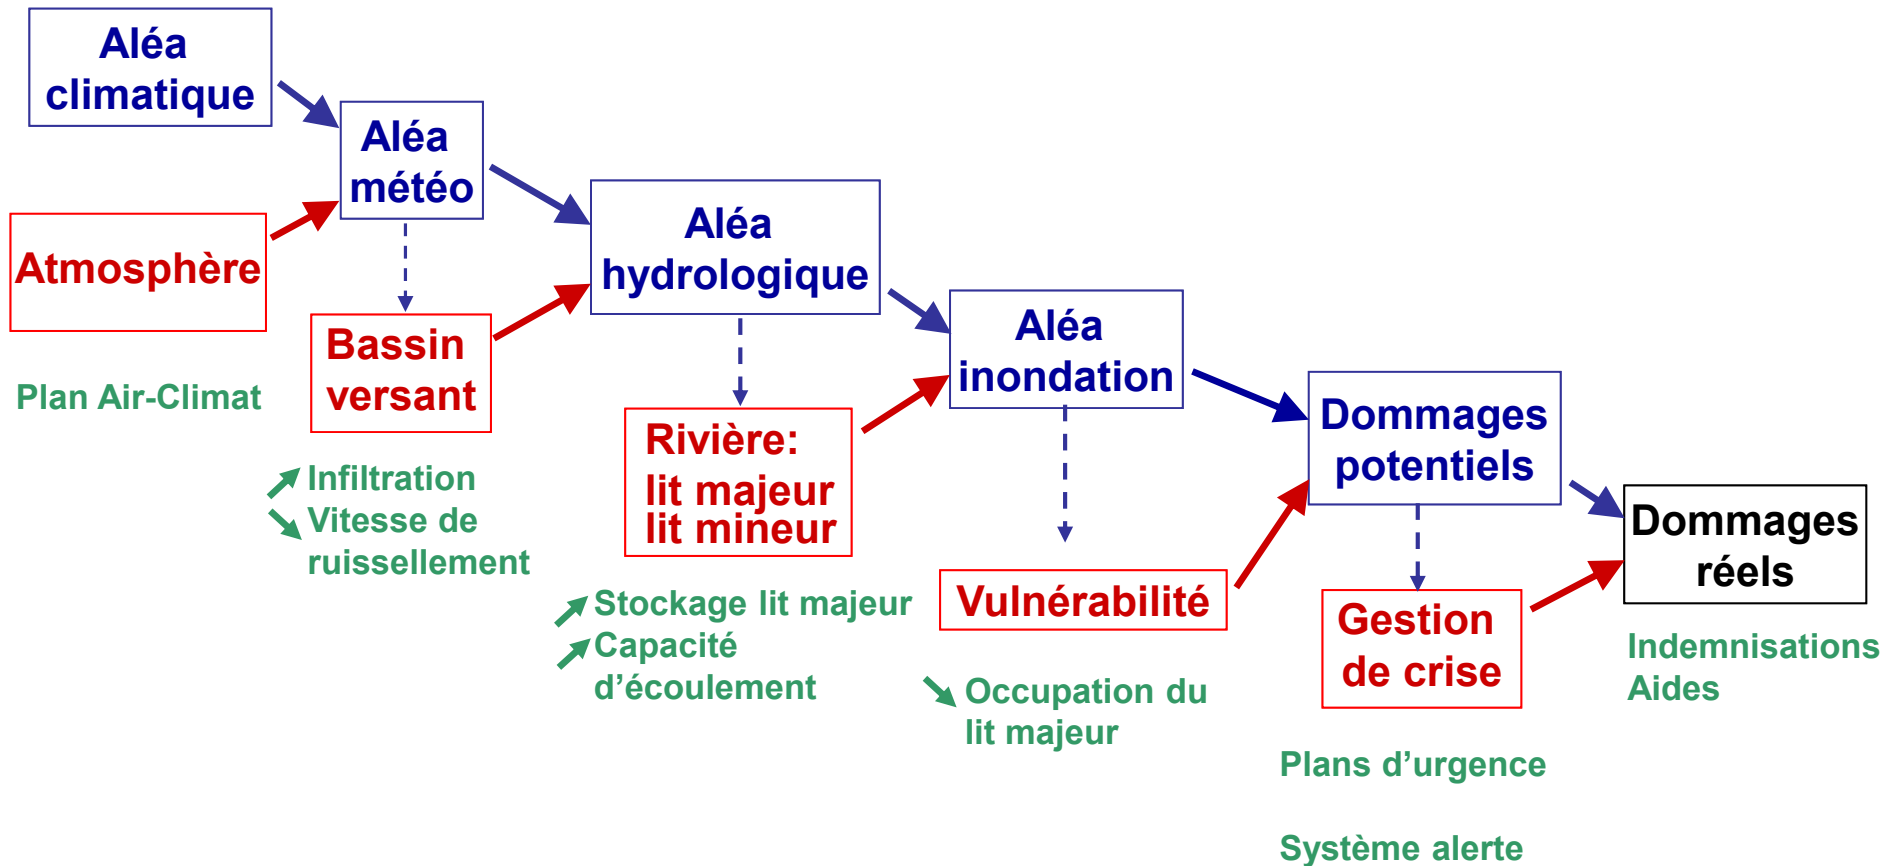 Aléa
climatique
Aléa
météo
Atmosphère
Plan Air-Climat
Bassin
versant
Infiltration
Vitesse de
ruissellement
Aléa
hydrologique
Rivière:
lit majeur
lit mineur
Stockage lit majeur
Capacité
d’écoulement
Aléa
inondation
Vulnérabilité
Occupation du
lit majeur
Dommages
potentiels
Gestion
de crise
Plans d’urgence
Système alerte
Dommages
réels
Indemnisations
Aides